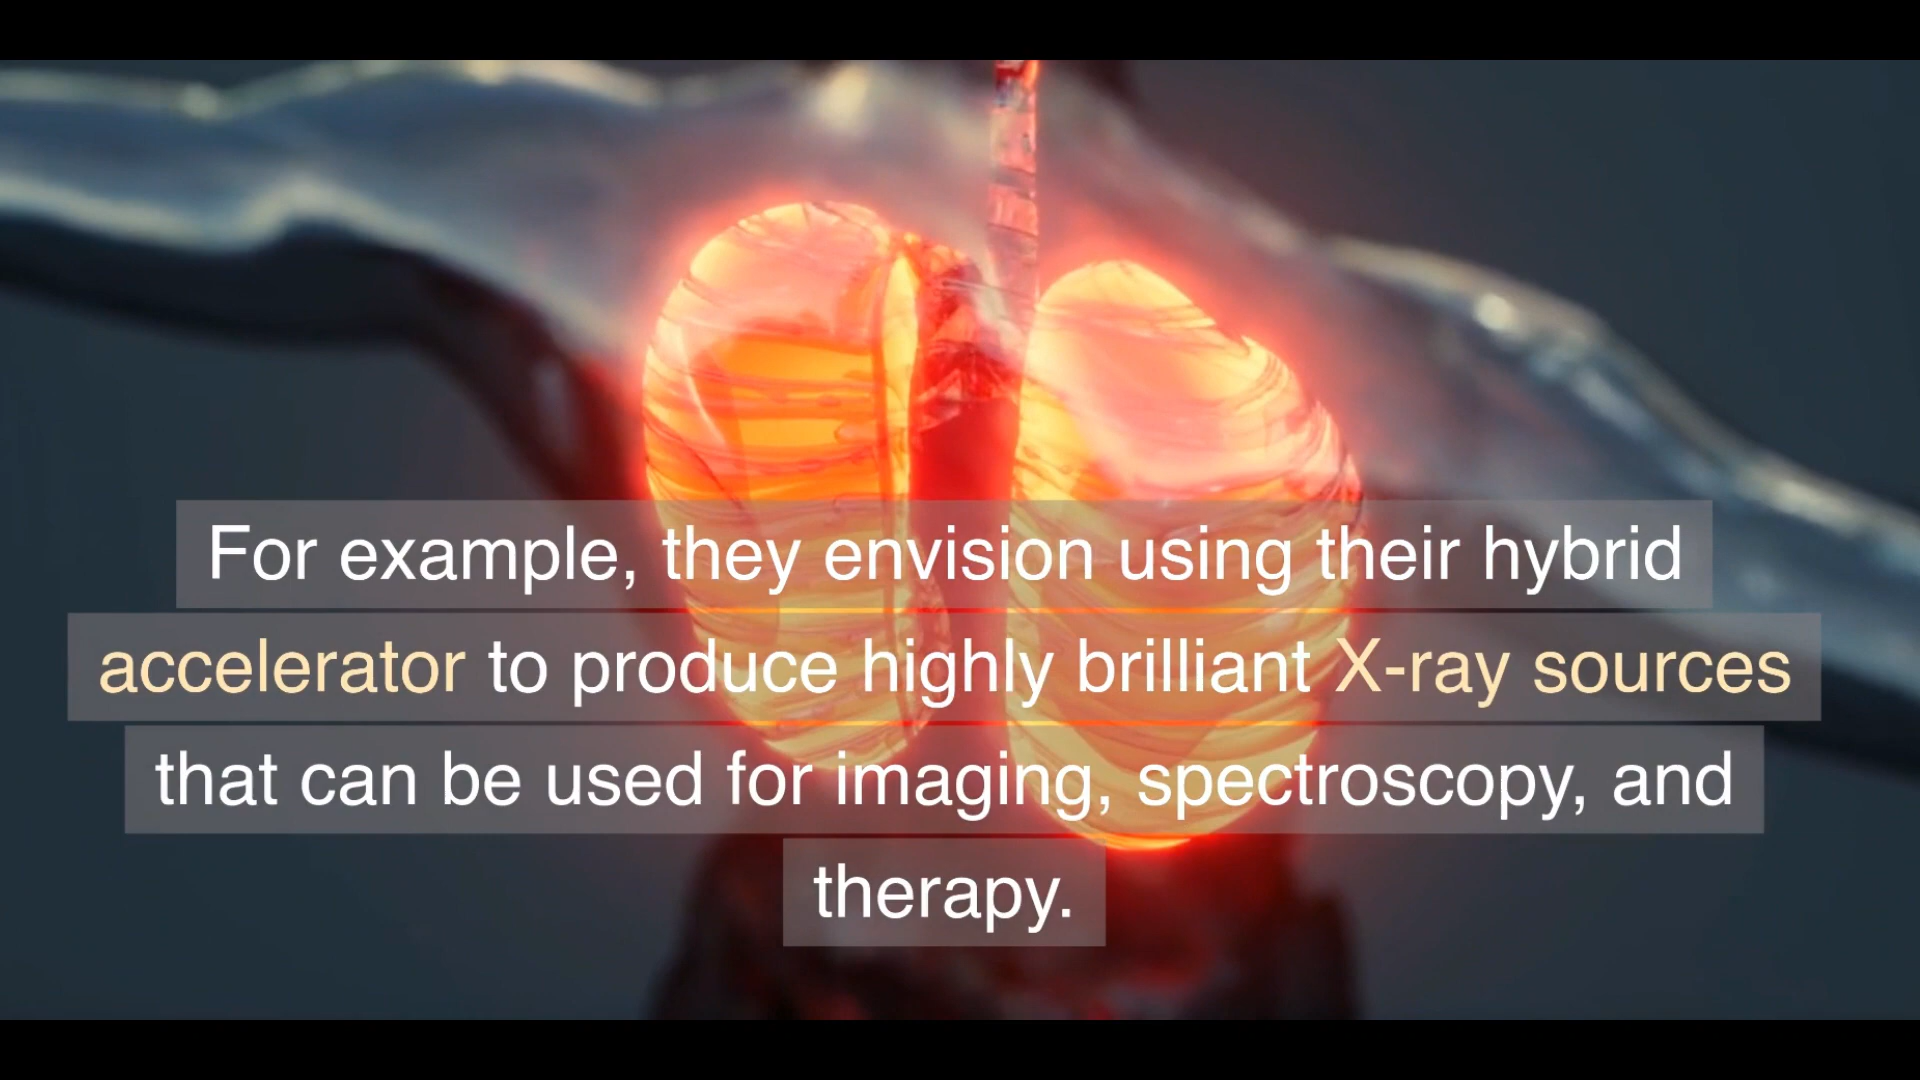 For example, they envision using their hybrid
accelerator to produce highly brilliant X-ray sources
that can be used for imaging, spectroscopy, and
therapy.